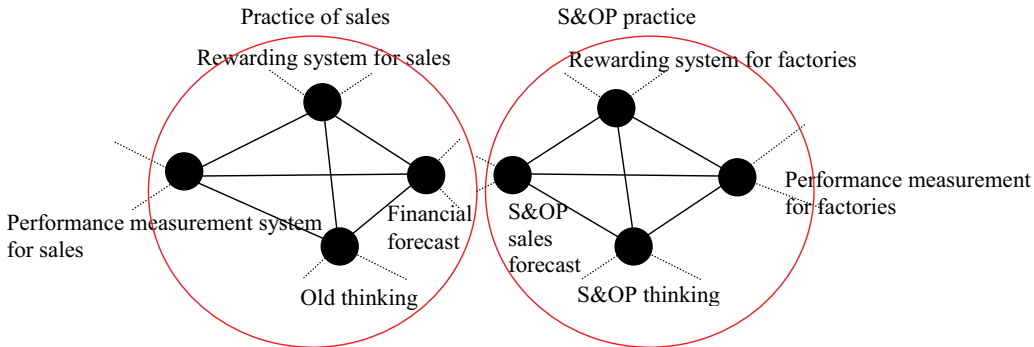 Practice of sales
S&OP practice
Rewarding system for sales
Rewarding system for factories
Performance measurement system
for sales
Financial
forecast
Old thinking
S&OP
sales
forecast
S&OP thinking
Performance measurement
for factories